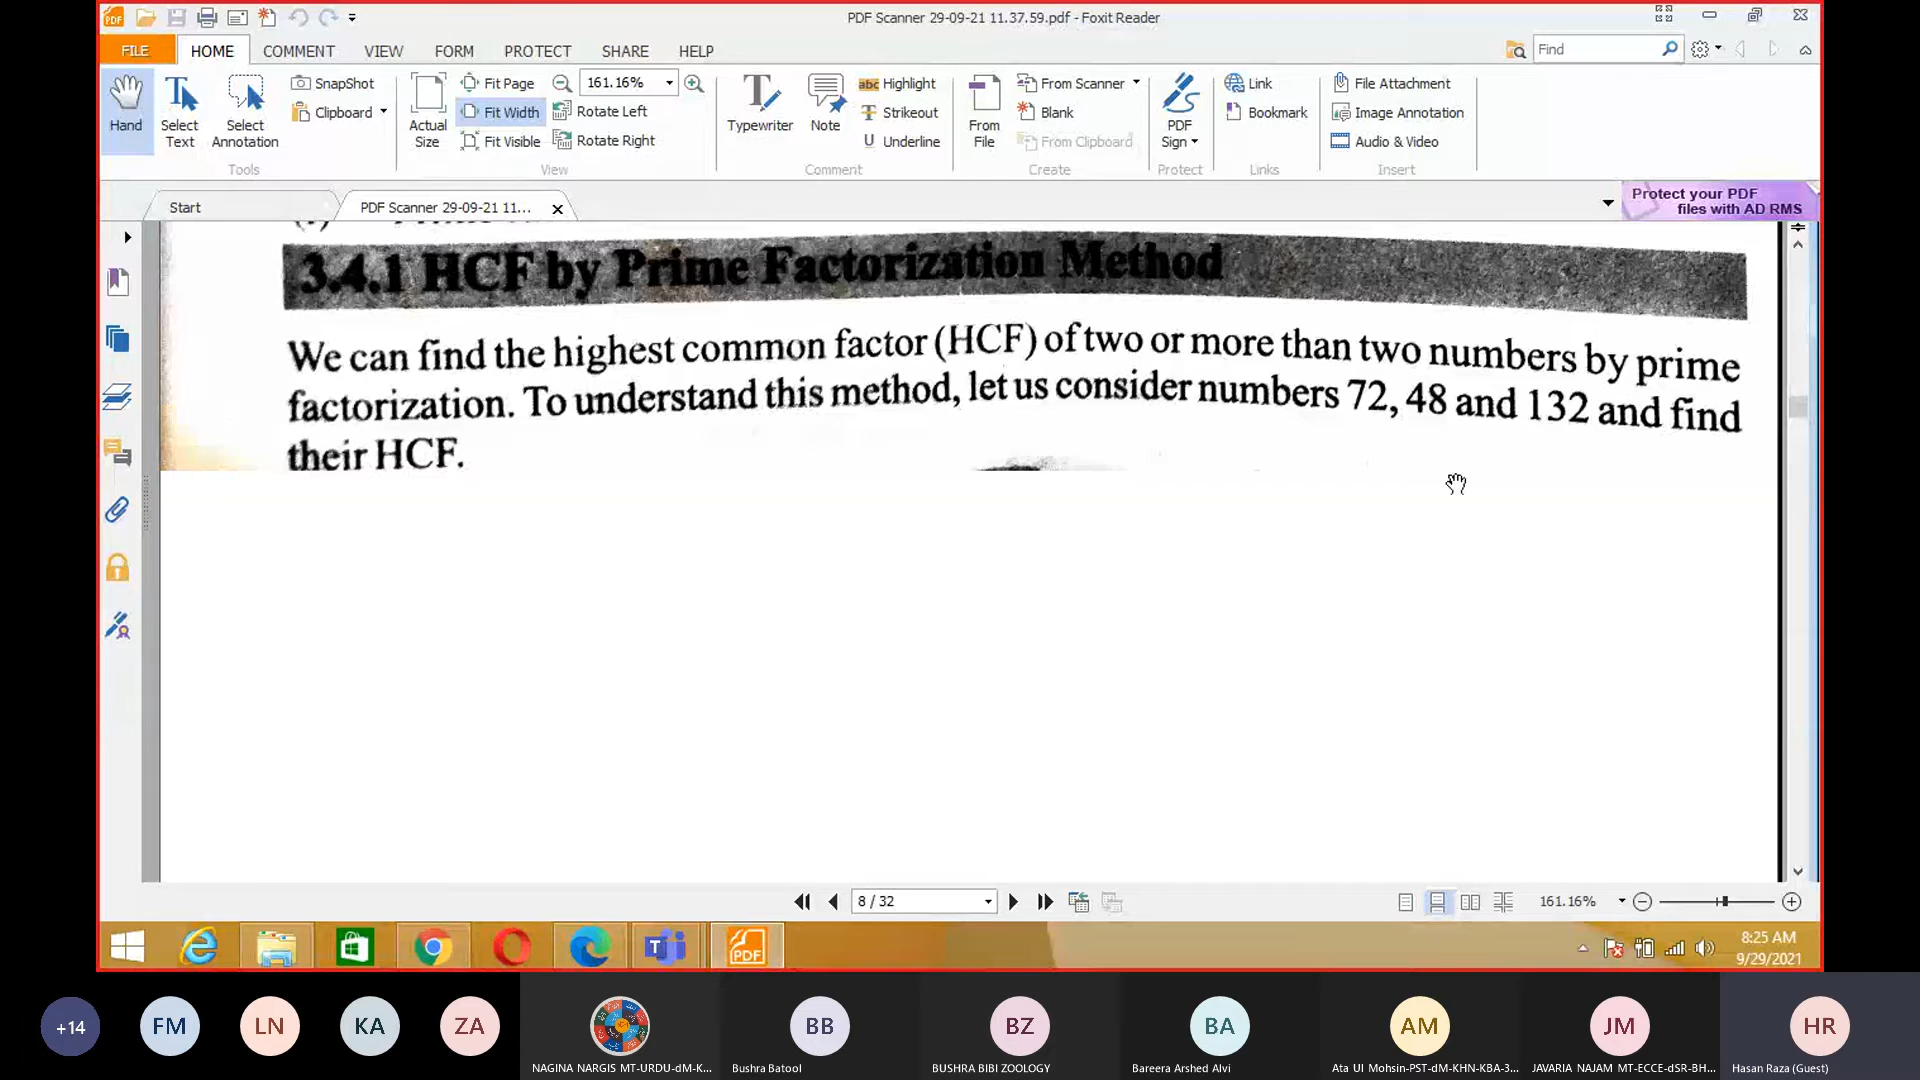 PDF Scanner 29-09-21 11.37.59.pdf - Foxit Reader
FILE HOME COMMENT VIEW FORM PROTECT SHARE HELP
Find
Hand
Select Text
Select Annotation
SnapShot
Clipboard
Tools
Actual Size
Fit Page
Fit Width
Fit Visible
161.16%
Rotate Left
Rotate Right
View
Typewriter
Note
Highlight
Strikeout
Underline
Comment
From File
From Scanner
Blank
From Clipboard
Create
PDF Sign
Protect
Link
Bookmark
Links
File Attachment
Image Annotation
Audio & Video
Insert
Start
PDF Scanner 29-09-21 11...
Protect your PDF
files with AD RMS
3.4.1 HCF by Prime Factorization Method
We can find the highest common factor (HCF) of two or more than two numbers by prime
factorization. To understand this method, let us consider numbers 72, 48 and 132 and find
their HCF.
8 / 32
161.16%
8:25 AM
9/29/2021
+14
FM
LN
KA
ZA
BB
BZ
BA
AM
JM
HR
NAGINA NARGIS MT-URDU-dM-K...
Bushra Batool
BUSHRA BIBI ZOOLOGY
Bareera Arshed Alvi
Ata Ul Mohsin-PST-dM-KHN-KBA-3...
JAVARIA NAJAM MT-ECCE-dSR-BH...
Hasan Raza (Guest)